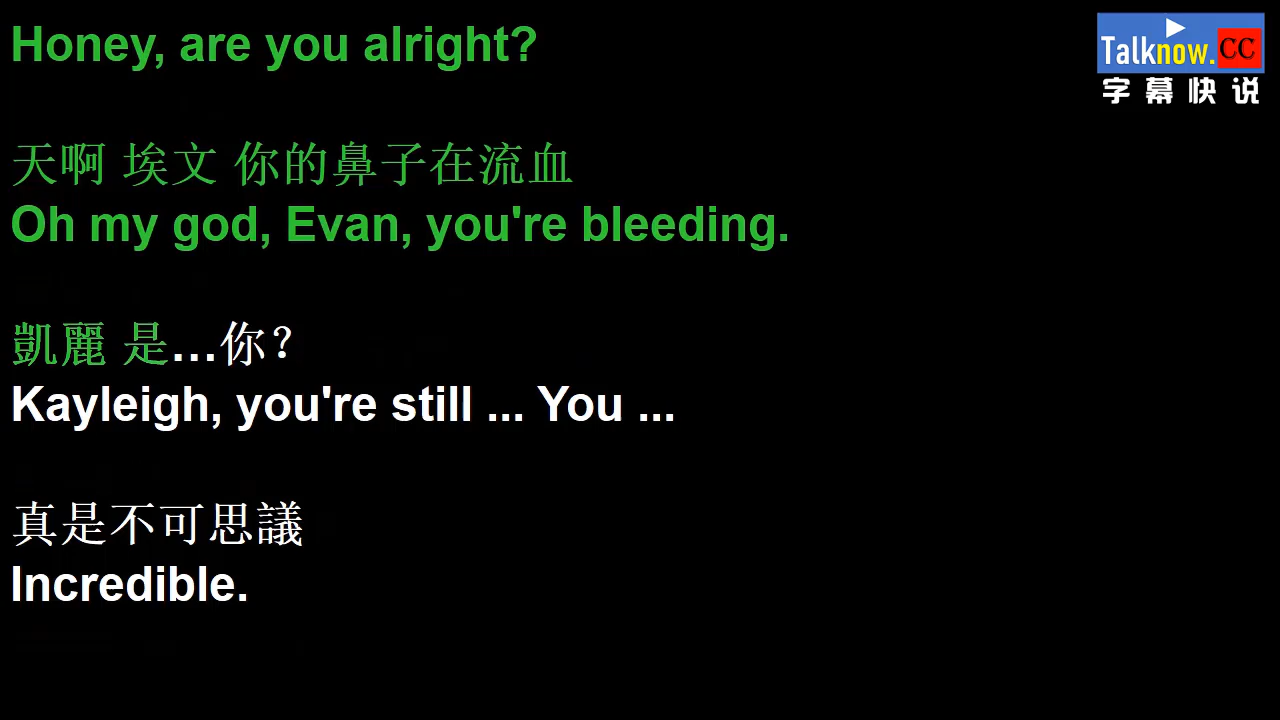 Honey, are you alright?
Talknow.CC
字幕快说
天啊 埃文 你的鼻子在流血
Oh my god, Evan, you're bleeding.
凱麗 是…你？
Kayleigh, you're still ... You ...
真是不可思議
Incredible.